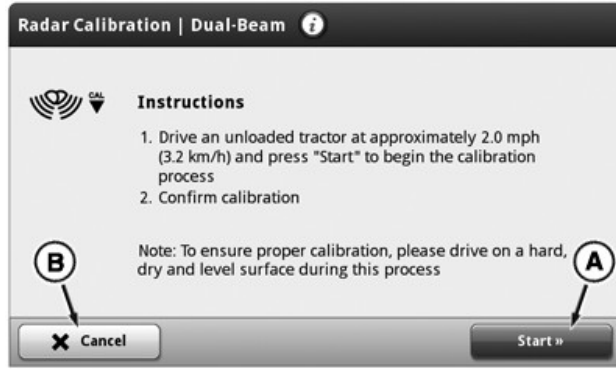 Radar Calibration | Dual-Beam i
CAL
Instructions
1. Drive an unloaded tractor at approximately 2.0 mph
(3.2 km/h) and press "Start" to begin the calibration
process
2. Confirm calibration
Note: To ensure proper calibration, please drive on a hard,
dry and level surface during this process
B
A
Cancel
Start »